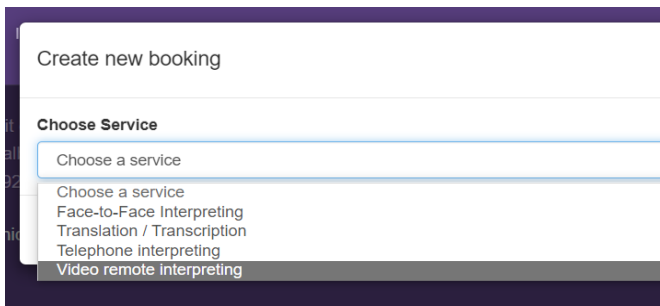 Create new booking
Choose Service
Choose a service
Choose a service
Face-to-Face Interpreting
Translation / Transcription
Telephone interpreting
Video remote interpreting